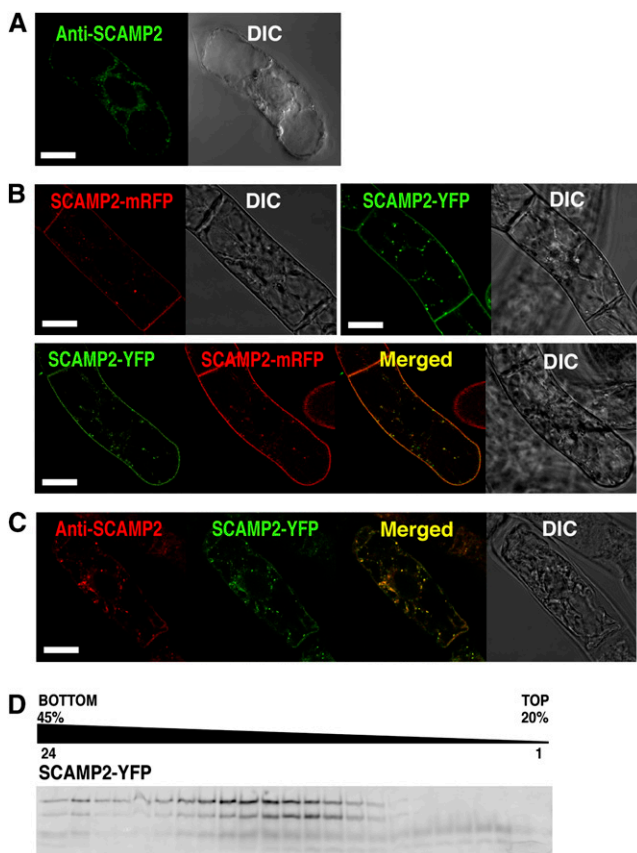 A
Anti-SCAMP2 DIC
B
SCAMP2-mRFP DIC SCAMP2-YFP DIC
SCAMP2-YFP SCAMP2-mRFP Merged DIC
C
Anti-SCAMP2 SCAMP2-YFP Merged DIC
D
BOTTOM TOP
45% 20%
24 1
SCAMP2-YFP